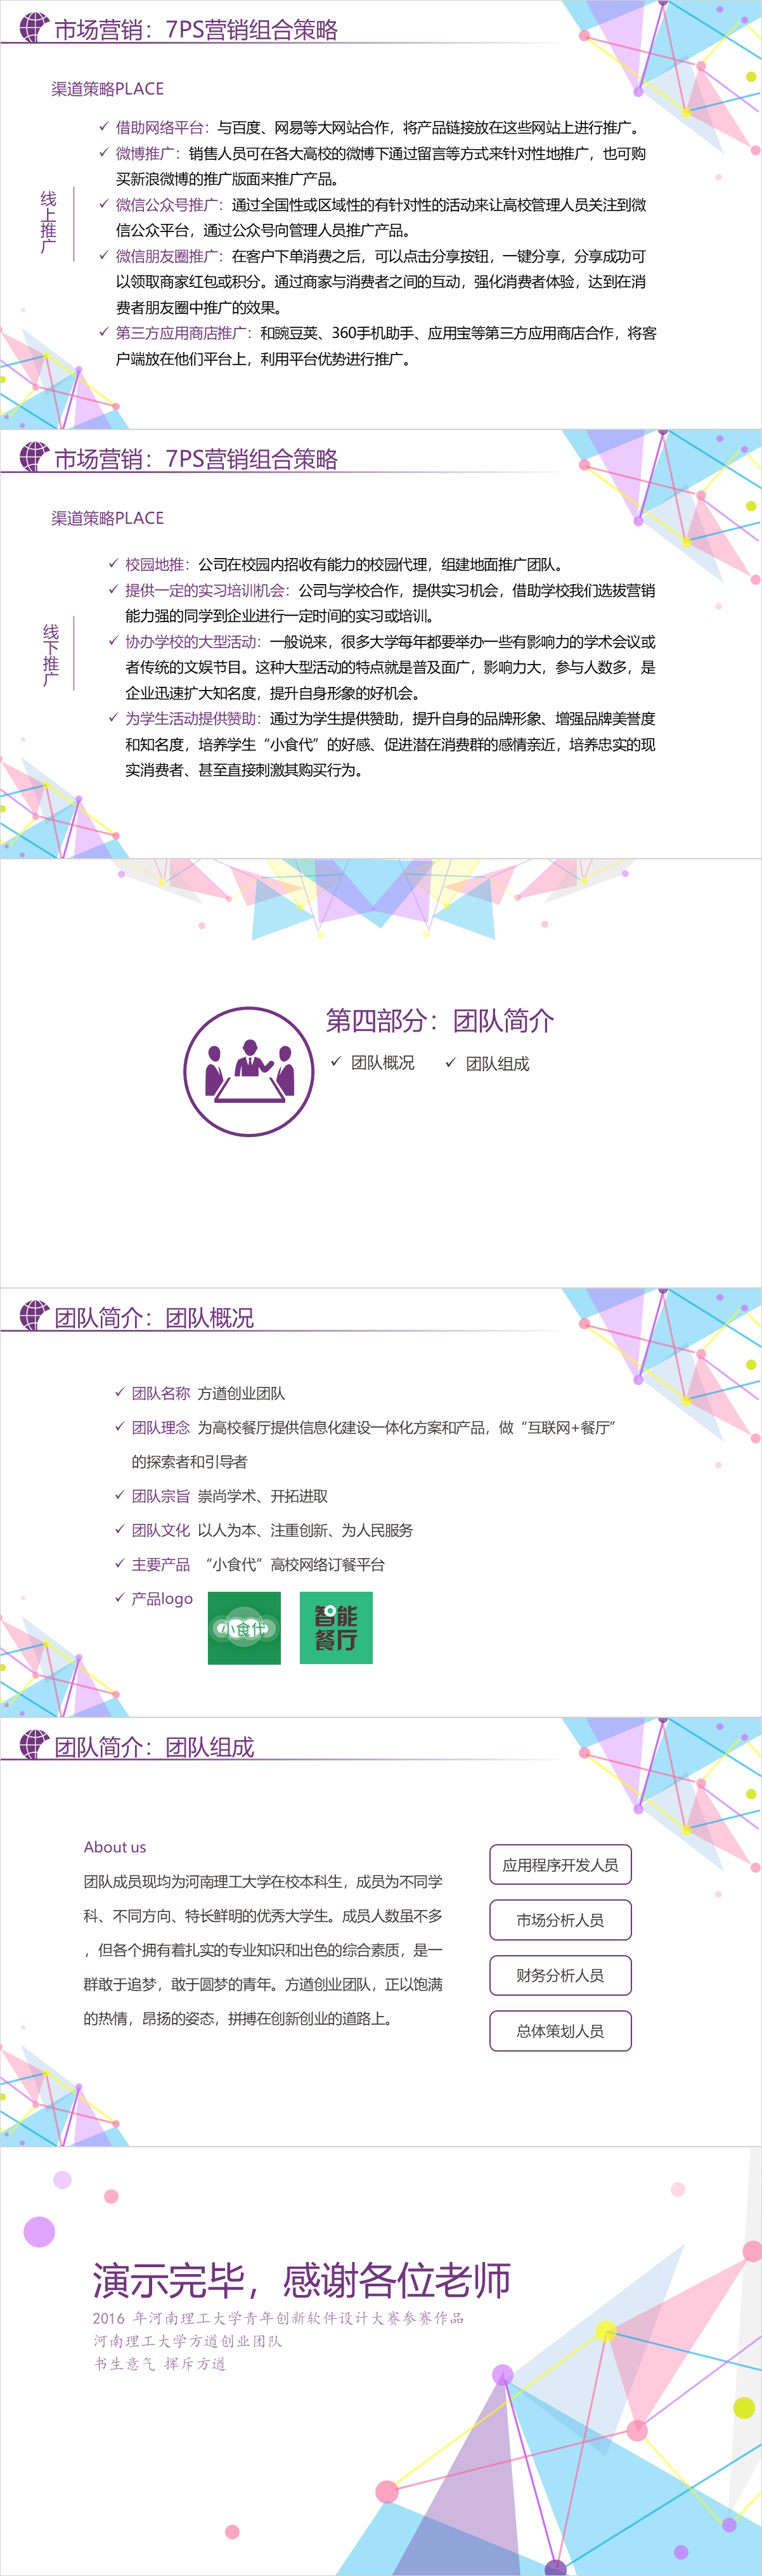 市场营销：7PS营销组合策略
渠道策略PLACE
线上推广
借助网络平台：与百度、网易等大网站合作，将产品链接放在这些网站上进行推广。
微博推广：销售人员可在各大高校的微博下通过留言等方式来针对性地推广，也可购
买新浪微博的推广版面来推广产品。
微信公众号推广：通过全国性或区域性的有针对性的活动来让高校管理人员关注到微
信公众平台，通过公众号向管理人员推广产品。
微信朋友圈推广：在客户下单消费之后，可以点击分享按钮，一键分享，分享成功可
以领取商家红包或积分。通过商家与消费者之间的互动，强化消费者体验，达到在消
费者朋友圈中推广的效果。
第三方应用商店推广：和豌豆荚、360手机助手、应用宝等第三方应用商店合作，将客
户端放在他们平台上，利用平台优势进行推广。
市场营销：7PS营销组合策略
渠道策略PLACE
线下推广
校园地推：公司在校园内招收有能力的校园代理，组建地面推广团队。
提供一定的实习培训机会：公司与学校合作，提供实习机会，借助学校我们选拔营销
能力强的同学到企业进行一定时间的实习或培训。
协办学校的大型活动：一般说来，很多大学每年都要举办一些有影响力的学术会议或
者传统的文娱节目。这种大型活动的特点就是普及面广，影响力大，参与人数多，是
企业迅速扩大知名度，提升自身形象的好机会。
为学生活动提供赞助：通过为学生提供赞助，提升自身的品牌形象、增强品牌美誉度
和知名度，培养学生“小食代”的好感、促进潜在消费群的感情亲近，培养忠实的现
实消费者、甚至直接刺激其购买行为。
第四部分：团队简介
团队概况 团队组成
团队简介：团队概况
团队名称 方遒创业团队
团队理念 为高校餐厅提供信息化建设一体化方案和产品，做“互联网+餐厅”
的探索者和引导者
团队宗旨 崇尚学术、开拓进取
团队文化 以人为本、注重创新、为人民服务
主要产品 “小食代”高校网络订餐平台
产品logo
小食代
智能
餐厅
团队简介：团队组成
About us
团队成员现均为河南理工大学在校本科生，成员为不同学
科、不同方向、特长鲜明的优秀大学生。成员人数虽不多
，但各个拥有着扎实的专业知识和出色的综合素质，是一
群敢于追梦，敢于圆梦的青年。方遒创业团队，正以饱满
的热情，昂扬的姿态，拼搏在创新创业的道路上。
应用程序开发人员
市场分析人员
财务分析人员
总体策划人员
演示完毕，感谢各位老师
2016 年河南理工大学青年创新软件设计大赛参赛作品
河南理工大学方遒创业团队
书生意气 挥斥方遒